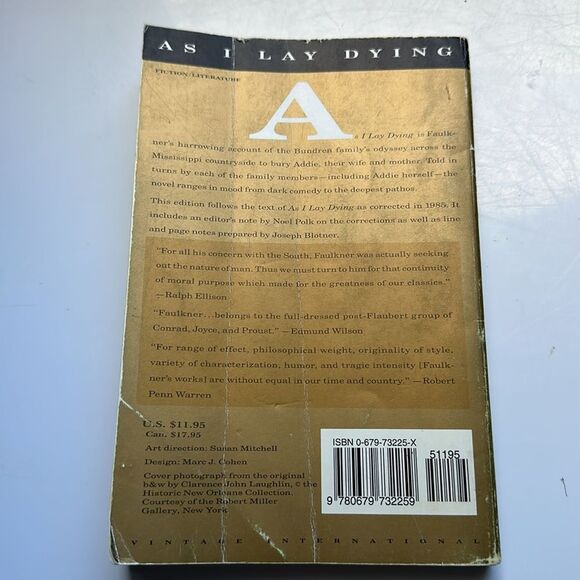 AS I LAY DYING
FICTION/LITERATURE
As I Lay Dying is Faulk-
ner's harrowing account of the Bundren family's odyssey across the
Mississippi countryside to bury Addie, their wife and mother. Told in
turns by each of the family members—including Addie herself—the
novel ranges in mood from dark comedy to the deepest pathos.
This edition follows the text of As I Lay Dying as corrected in 1985. It
includes an editor's note by Noel Polk on the corrections as well as line
and page notes prepared by Joseph Blotner.
"For all his concern with the South, Faulkner was actually seeking
out the nature of man. Thus we must turn to him for that continuity
of moral purpose which made for the greatness of our classics."
—Ralph Ellison
"Faulkner...belongs to the full-dressed post-Flaubert group of
Conrad, Joyce, and Proust." —Edmund Wilson
"For range of effect, philosophical weight, originality of style,
variety of characterization, humor, and tragic intensity [Faulk-
ner's works] are without equal in our time and country." —Robert
Penn Warren
U.S. $11.95
Can. $17.95
Art direction: Susan Mitchell
Design: Marc J. Cohen
Cover photograph from the original
b&w by Clarence John Laughlin, © the
Historic New Orleans Collection.
Courtesy of the Robert Miller
Gallery, New York
ISBN 0-679-73225-X
51195
9 780679 732259
VINTAGE INTERNATIONAL